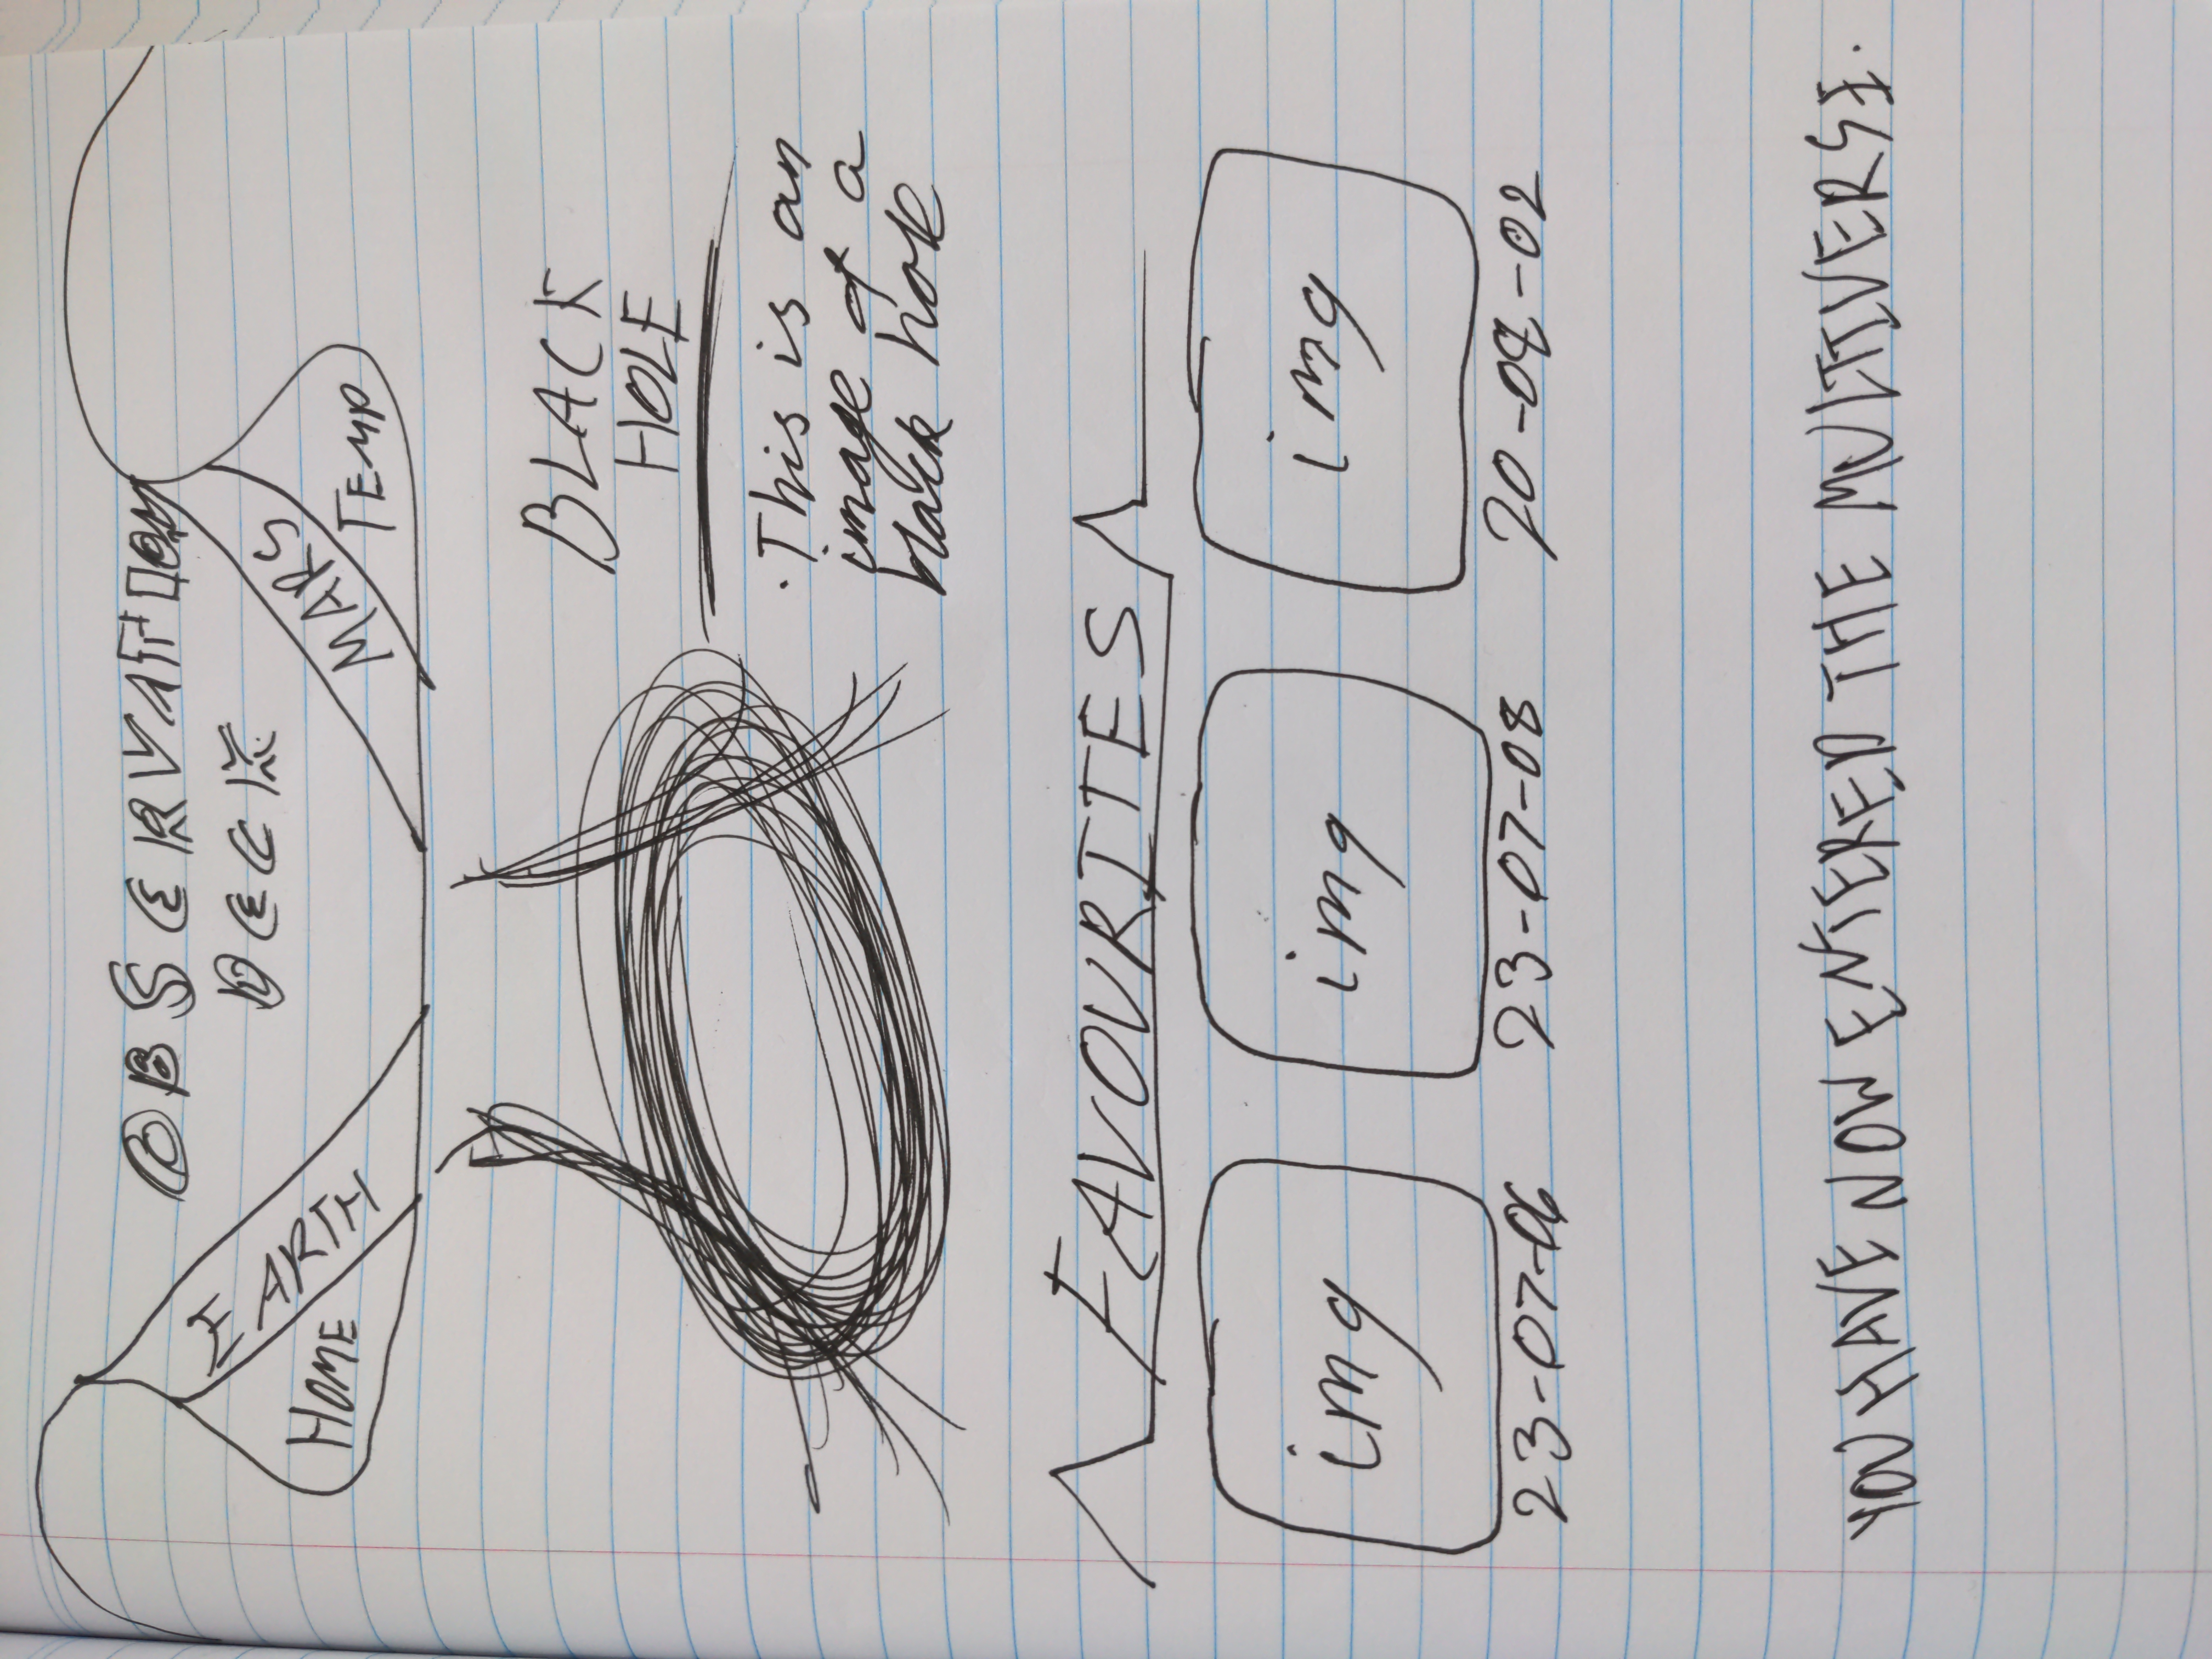 OBSERVATION
DECK
HOME
EARTH
MARS
TEMP
BLACK
HOLE
· This is an
image of a
black hole
FAVOURITES
img
img
img
23-07-06
23-07-08
20-08-02
YOU HAVE NOW ENTERED THE MULTIVERSE.